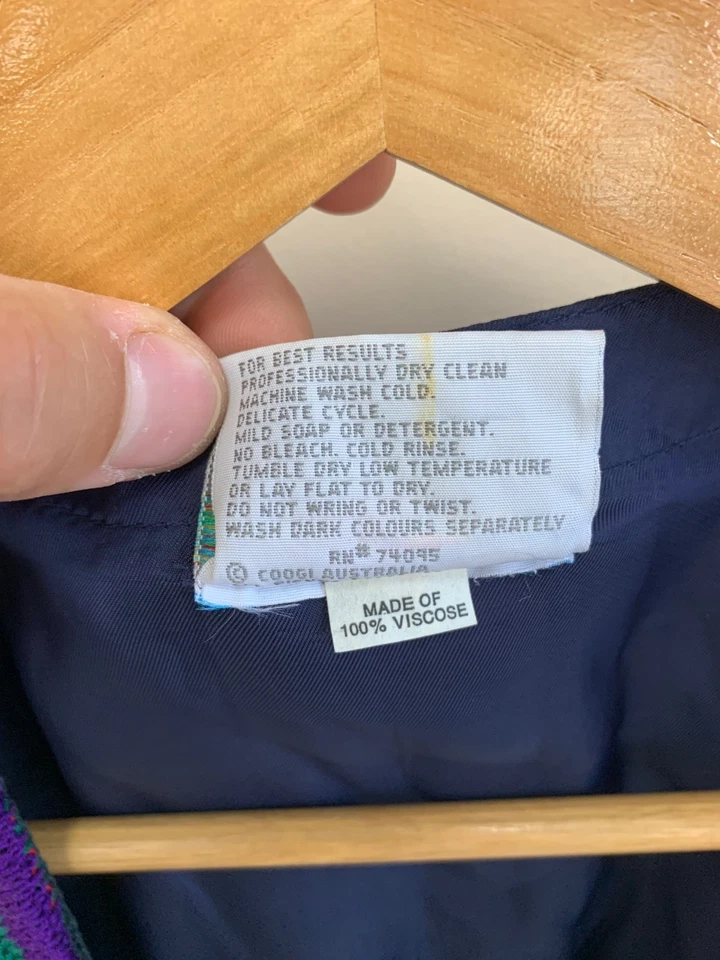 FOR BEST RESULTS
PROFESSIONALLY DRY CLEAN
MACHINE WASH COLD.
DELICATE CYCLE.
MILD SOAP OR DETERGENT.
NO BLEACH. COLD RINSE.
TUMBLE DRY LOW TEMPERATURE
OR LAY FLAT TO DRY.
DO NOT WRING OR TWIST.
WASH DARK COLOURS SEPARATELY
RN# 74095
© COOGI AUSTRALIA
MADE OF
100% VISCOSE